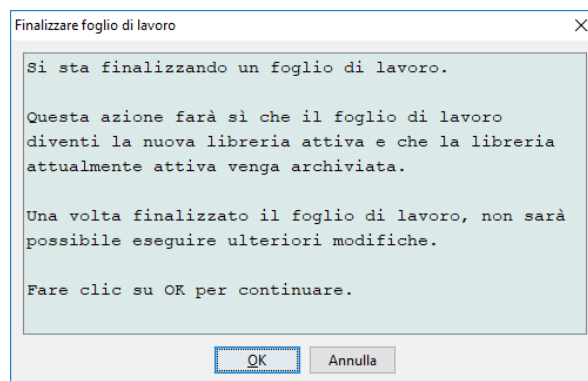 Finalizzare foglio di lavoro
Si sta finalizzando un foglio di lavoro.
Questa azione farà sì che il foglio di lavoro
diventi la nuova libreria attiva e che la libreria
attualmente attiva venga archiviata.
Una volta finalizzato il foglio di lavoro, non sarà
possibile eseguire ulteriori modifiche.
Fare clic su OK per continuare.
OK Annulla